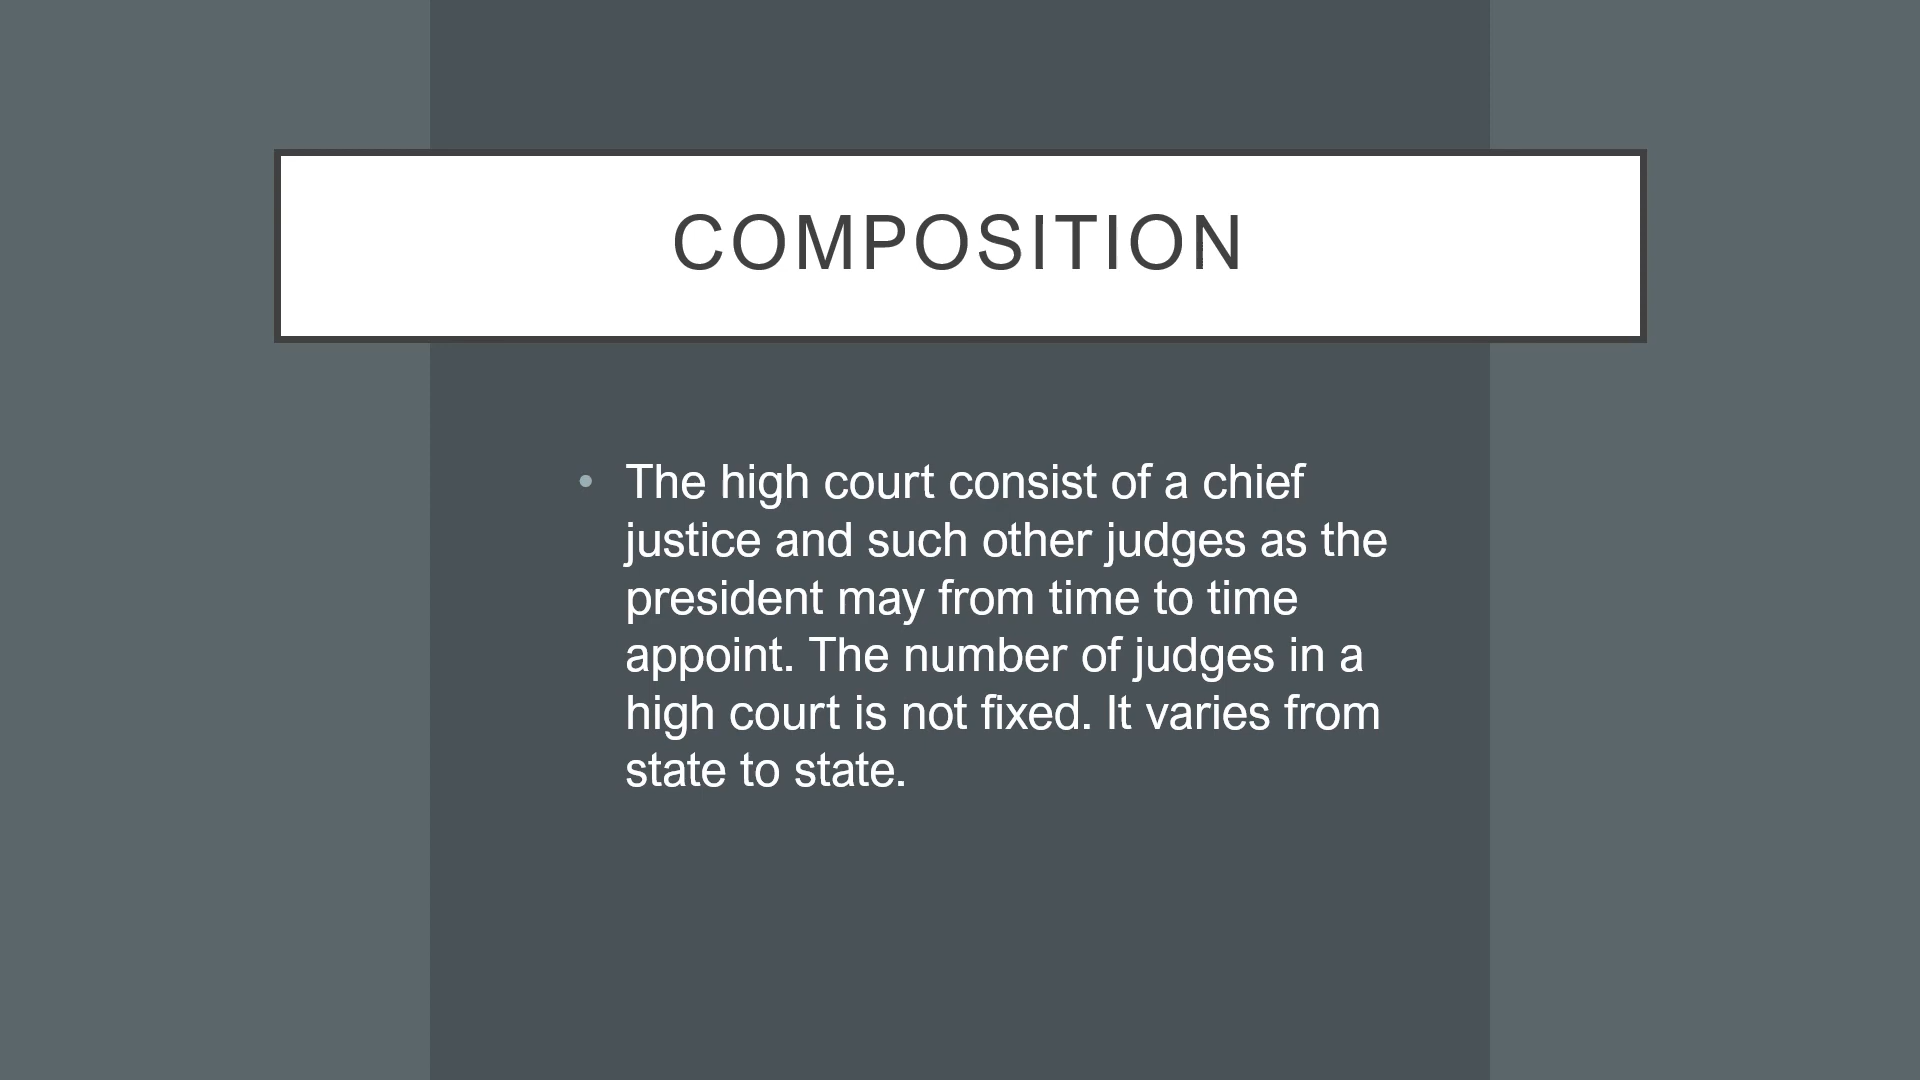 COMPOSITION
• The high court consist of a chief
justice and such other judges as the
president may from time to time
appoint. The number of judges in a
high court is not fixed. It varies from
state to state.